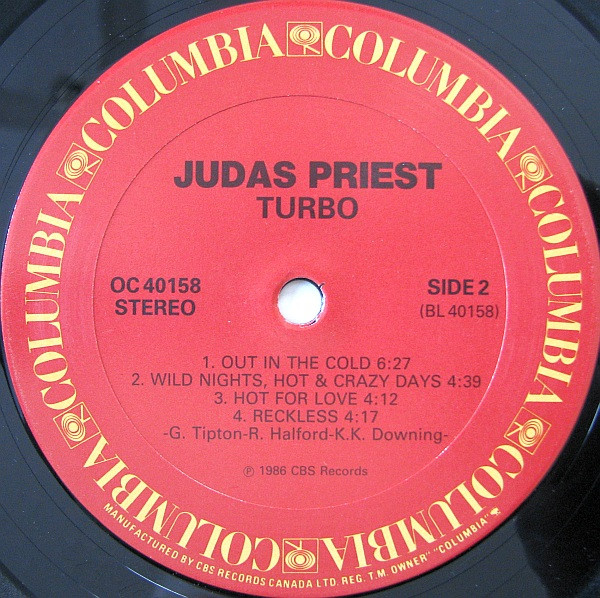 COLUMBIA COLUMBIA COLUMBIA COLUMBIA COLUMBIA COLUMBIA COLUMBIA COLUMBIA
JUDAS PRIEST
TURBO
OC 40158
STEREO
SIDE 2
(BL 40158)
1. OUT IN THE COLD 6:27
2. WILD NIGHTS, HOT & CRAZY DAYS 4:39
3. HOT FOR LOVE 4:12
4. RECKLESS 4:17
-G. Tipton-R. Halford-K.K. Downing-
℗ 1986 CBS Records
MANUFACTURED BY CBS RECORDS CANADA LTD. REG. T.M. OWNER "COLUMBIA"